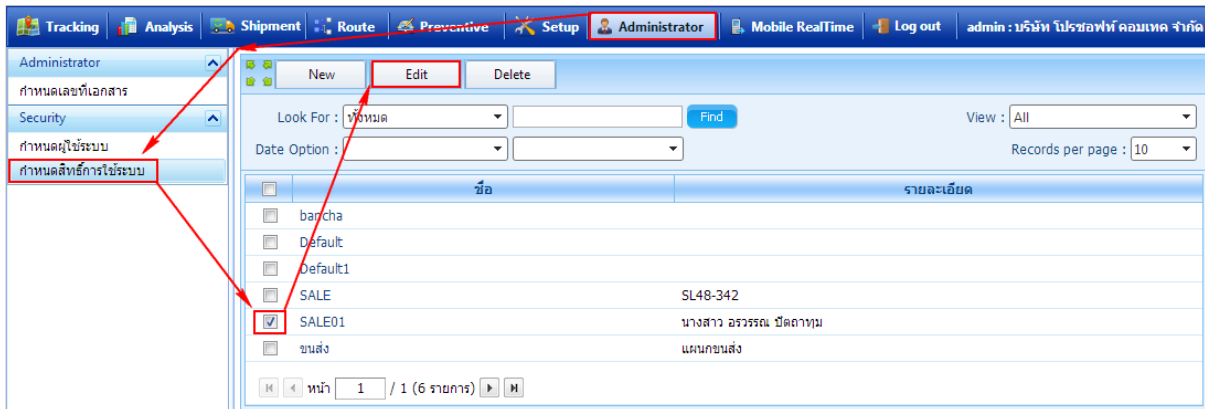 Tracking Analysis Shipment Route Preventive Setup Administrator Mobile RealTime Log out admin : บริษัท โปรซอฟท์ คอมเทค จำกัด
Administrator
กำหนดเลขที่เอกสาร
Security
กำหนดผู้ใช้ระบบ
กำหนดสิทธิ์การใช้ระบบ
New Edit Delete
Look For : ทั้งหมด Find View : All
Date Option : Records per page : 10
ชื่อ รายละเอียด
bancha
Default
Default1
SALE SL48-342
SALE01 นางสาว อรวรรณ ปัตถาทุม
ขนส่ง แผนกขนส่ง
หน้า 1 / 1 (6 รายการ)